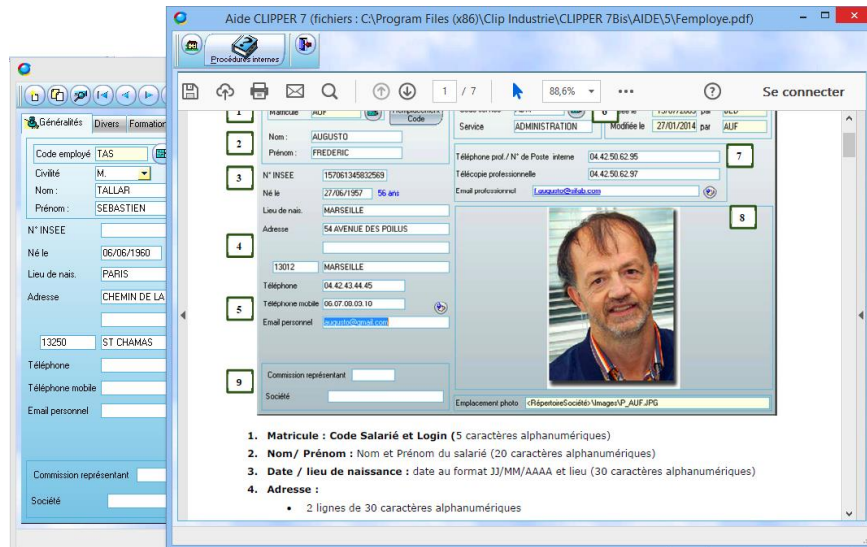 Aide CLIPPER 7 (fichiers : C:\Program Files (x86)\Clip Industrie\CLIPPER 7Bis\AIDE\5\Femploye.pdf)
Procédures internes
1 / 7
88,6%
Se connecter
Généralités Divers Formation
Code employé TAS
Civilité M.
Nom : TALLAR
Prénom : SEBASTIEN
N° INSEE
Né le 06/06/1960
Lieu de nais. PARIS
Adresse CHEMIN DE LA
13250 ST CHAMAS
Téléphone
Téléphone mobile
Email personnel
Commission représentant
Société
1 Matricule AUF
Code
2 Nom : AUGUSTO
Prénom : FREDERIC
3 N° INSEE 157061345832569
Né le 27/06/1957 56 ans
Lieu de nais. MARSEILLE
Adresse 54 AVENUE DES POILUS
4
13012 MARSEILLE
Téléphone 04.42.43.44.45
5 Téléphone mobile 06.07.08.03.10
Email personnel augusto@gmail.com
9 Commission représentant
Société
6
Service ADMINISTRATION Modifiée le 27/01/2014 par AUF
Téléphone prof./ N° de Poste interne 04.42.50.62.95 7
Télécopie professionnelle 04.42.50.62.97
Email professionnel f.augusto@sifab.com
8
Emplacement photo <RépertoireSociété>\Images\P_AUF.JPG
1. Matricule : Code Salarié et Login (5 caractères alphanumériques)
2. Nom/ Prénom : Nom et Prénom du salarié (20 caractères alphanumériques)
3. Date / lieu de naissance : date au format JJ/MM/AAAA et lieu (30 caractères alphanumériques)
4. Adresse :
• 2 lignes de 30 caractères alphanumériques